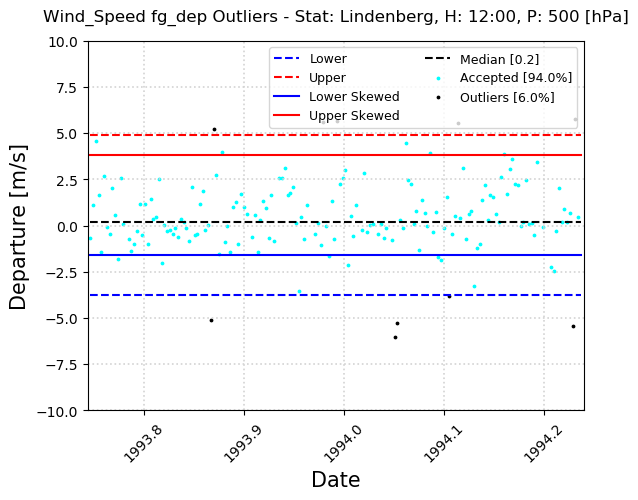 Wind_Speed fg_dep Outliers - Stat: Lindenberg, H: 12:00, P: 500 [hPa]
Departure [m/s]
10.0
7.5
5.0
2.5
0.0
−2.5
−5.0
−7.5
−10.0
Lower
Upper
Lower Skewed
Upper Skewed
Median [0.2]
Accepted [94.0%]
Outliers [6.0%]
1993.8
1993.9
1994.0
1994.1
1994.2
Date